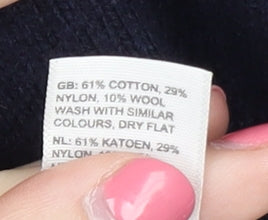 GB: 61% COTTON, 29%
NYLON, 10% WOOL
WASH WITH SIMILAR
COLOURS, DRY FLAT
NL: 61% KATOEN, 29%
NYLON,